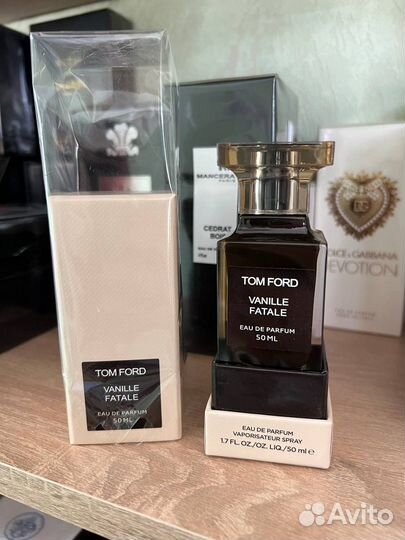 MANCERA
PARIS
CEDRAT
TOM FORD
VANILLE
FATALE
EAU DE PARFUM
50 ML
TOM FORD
VANILLE
FATALE
EAU DE PARFUM
50 ML
EAU DE PARFUM
VAPORISATEUR SPRAY
1.7 FL. OZ./OZ. LIQ./50 ml e
DG
DOLCE & GABBANA
DEVOTION
Avito